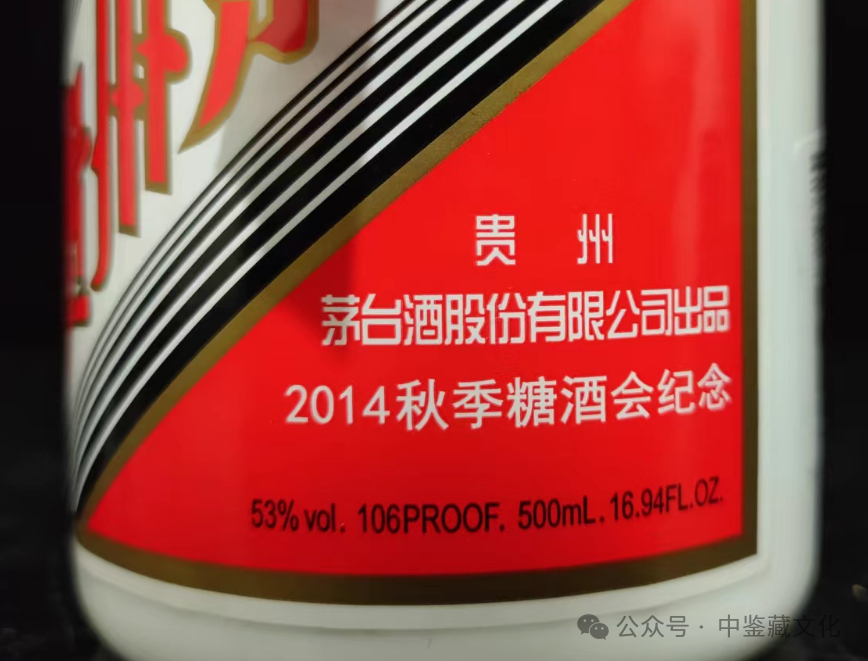 贵 州
茅台酒股份有限公司出品
2014秋季糖酒会纪念
53% vol. 106PROOF. 500mL. 16.94FL.OZ.
公众号 · 中鉴藏文化